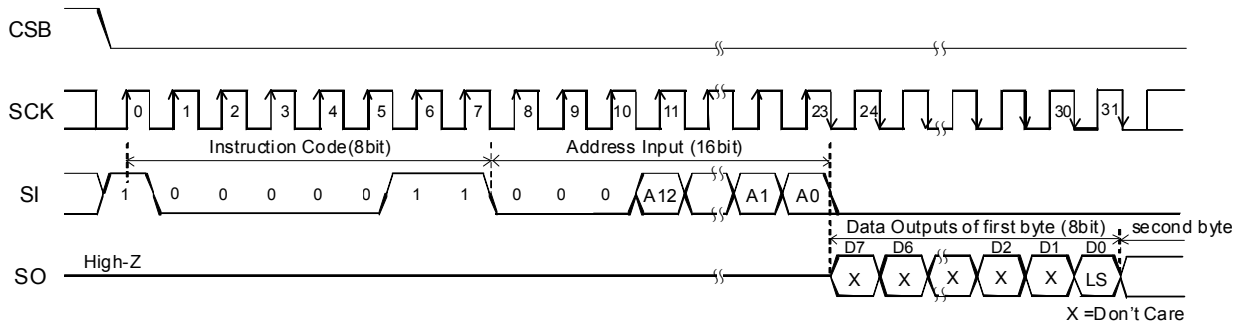 CSB
SCK 0 1 2 3 4 5 6 7 8 9 10 11 23 24 30 31
Instruction Code(8bit) Address Input (16bit)
SI 1 0 0 0 0 0 1 1 0 0 0 A12 A1 A0
Data Outputs of first byte (8bit) second byte
D7 D6 D2 D1 D0
High-Z
SO X X X X X LS
X =Don't Care